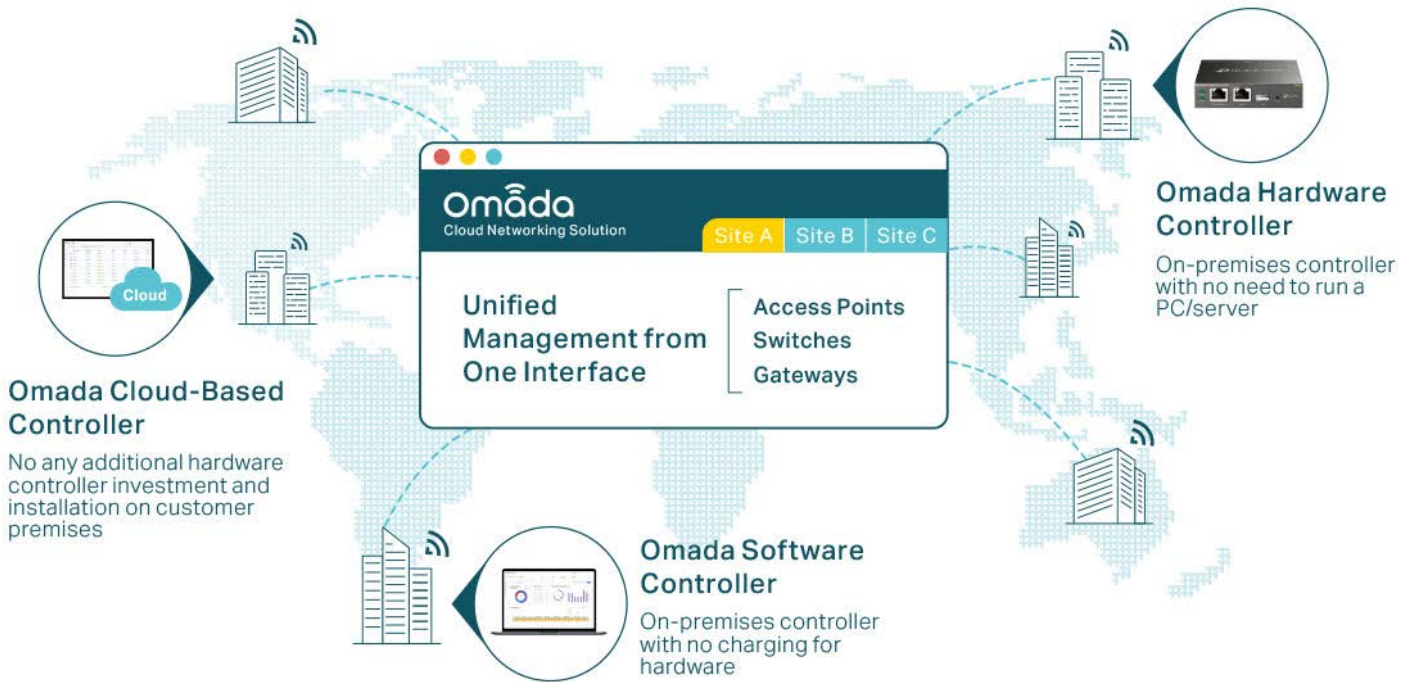 Omada
Cloud Networking Solution
Site A
Site B
Site C
Unified
Management from
One Interface
Access Points
Switches
Gateways
Omada Hardware
Controller
On-premises controller
with no need to run a
PC/server
Cloud
Omada Cloud-Based
Controller
No any additional hardware
controller investment and
installation on customer
premises
Omada Software
Controller
On-premises controller
with no charging for
hardware